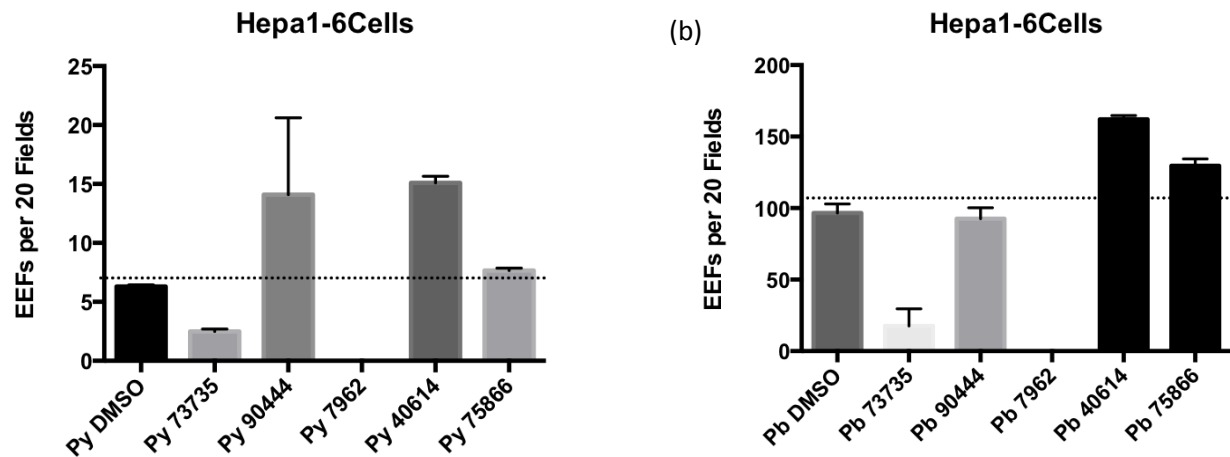 Hepa1-6Cells
EEFs per 20 Fields
25
20
15
10
5
0
Py DMSO
Py 73735
Py 90444
Py 7962
Py 40614
Py 75866
(b)
Hepa1-6Cells
EEFs per 20 Fields
200
150
100
50
0
Pb DMSO
Pb 73735
Pb 90444
Pb 7962
Pb 40614
Pb 75866